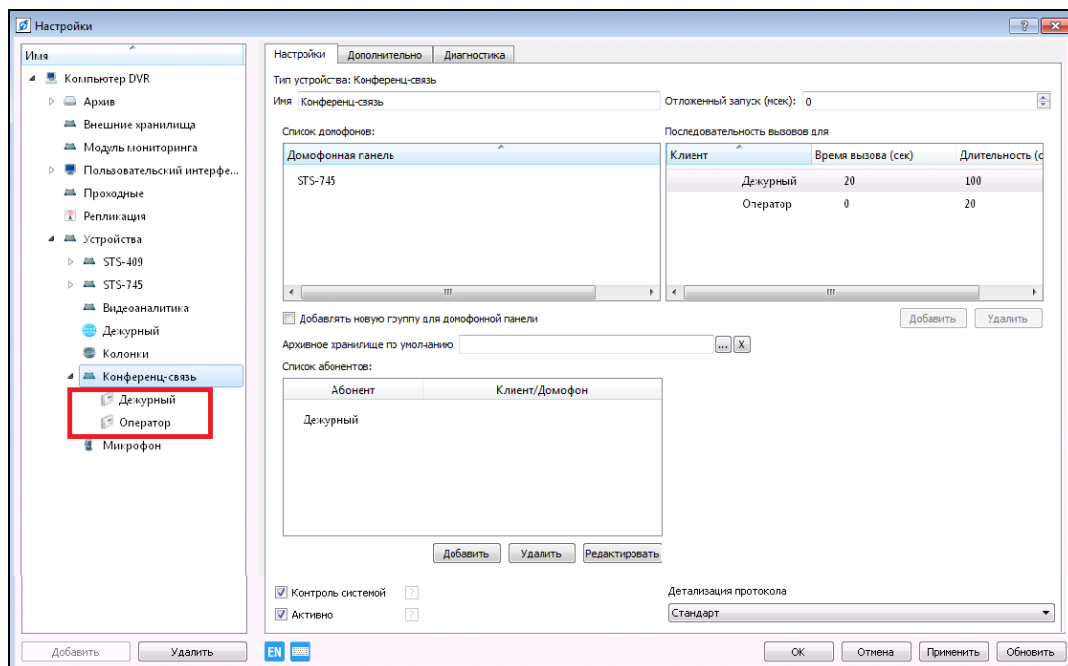 Настройки
Имя
Компьютер DVR
Архив
Внешние хранилища
Модуль мониторинга
Пользовательский интерфе...
Проходные
Репликация
Устройства
STS-409
STS-745
Видеоаналитика
Дежурный
Колонки
Конференц-связь
Дежурный
Оператор
Микрофон
Добавить Удалить
Настройки Дополнительно Диагностика
Тип устройства: Конференц-связь
Имя Конференц-связь Отложенный запуск (мсек): 0
Список домофонов: Последовательность вызовов для
Домофонная панель Клиент Время вызова (сек) Длительность (с
STS-745 Дежурный 20 100
Оператор 0 20
Добавлять новую группу для домофонной панели Добавить Удалить
Архивное хранилище по умолчанию ... X
Список абонентов:
Абонент Клиент/Домофон
Дежурный
Добавить Удалить Редактировать
Контроль системой ? Детализация протокола
Активно ? Стандарт
EN OK Отмена Применить Обновить